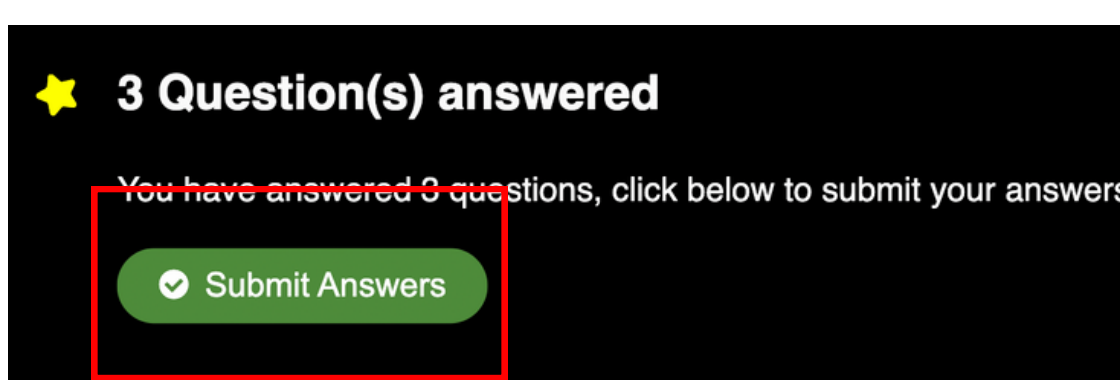 3 Question(s) answered
You have answered 3 questions, click below to submit your answers
Submit Answers